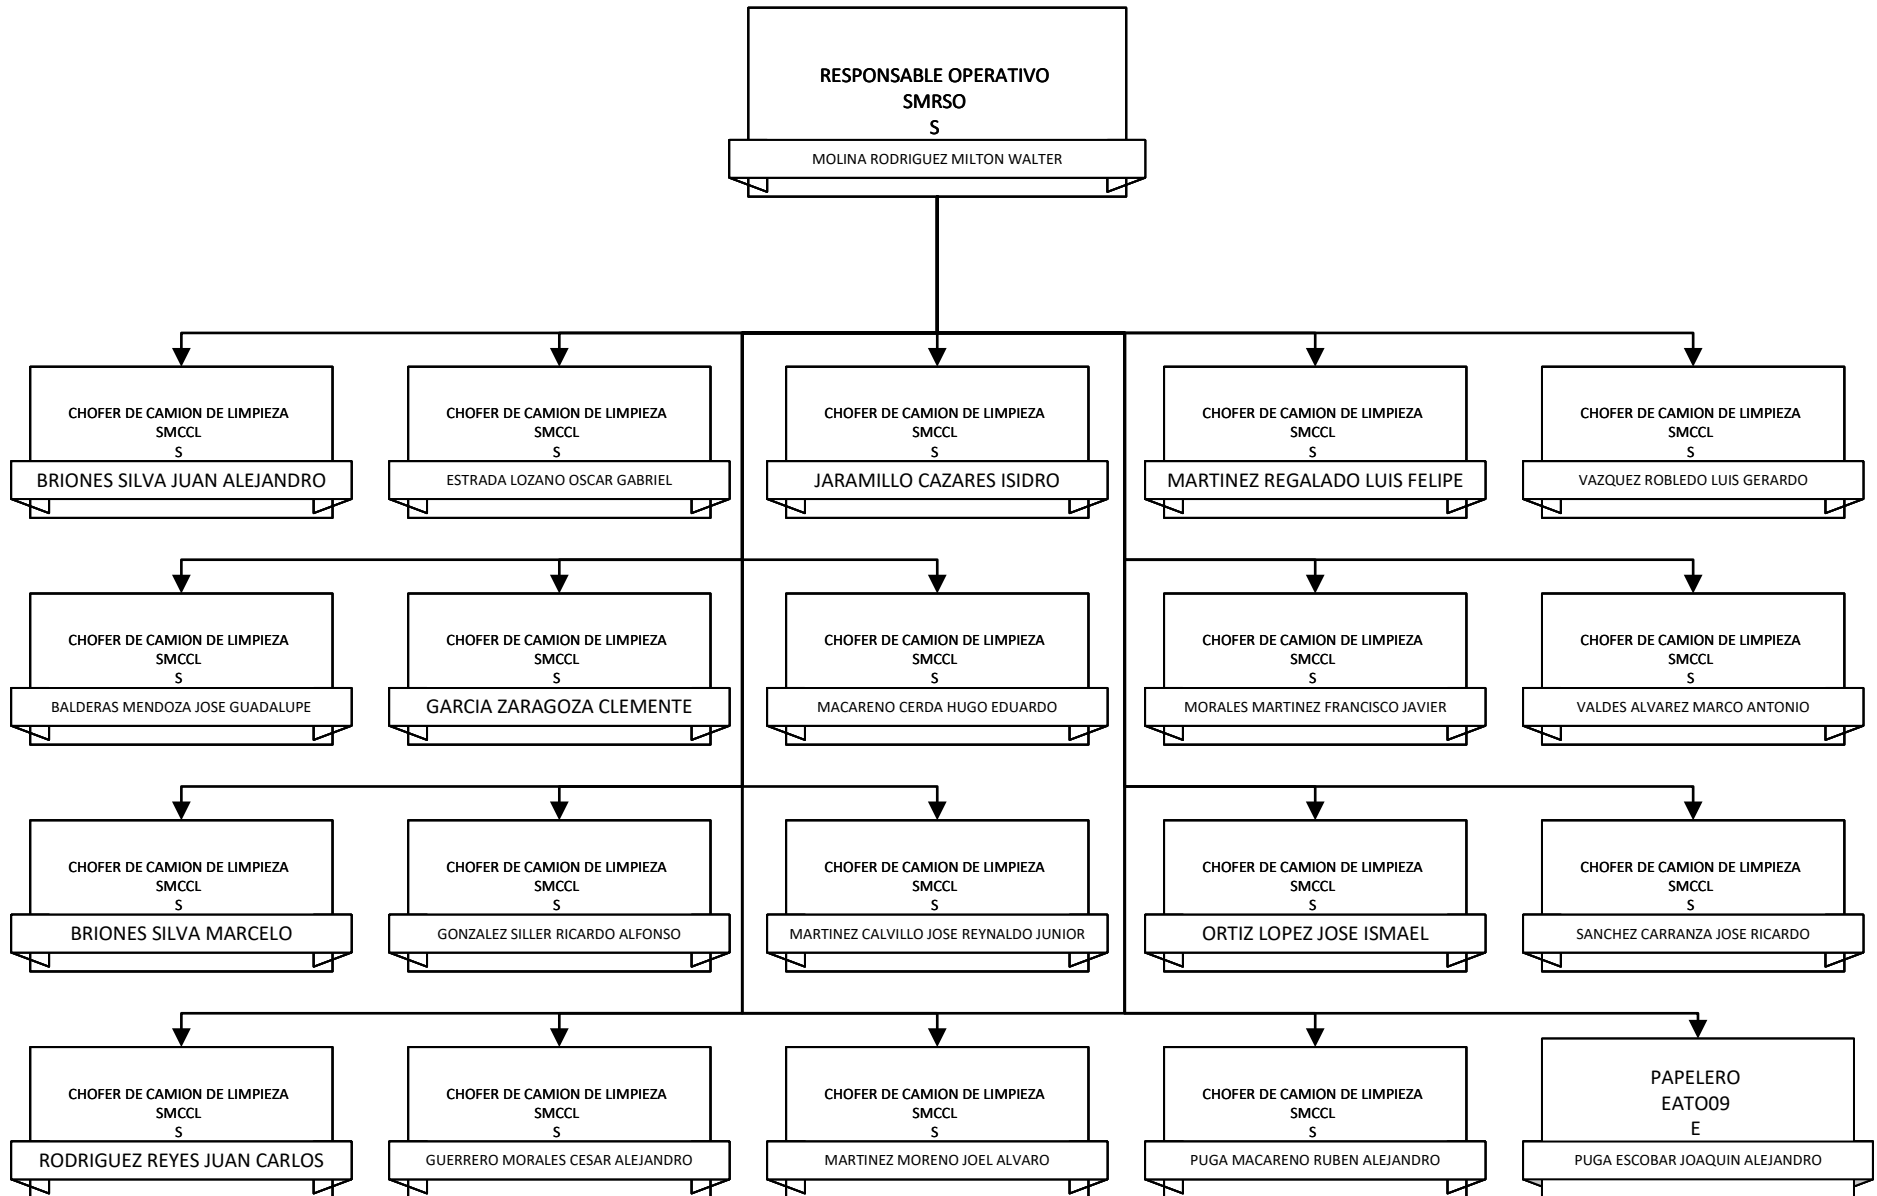 RESPONSABLE OPERATIVO
SMRSO
S
MOLINA RODRIGUEZ MILTON WALTER
CHOFER DE CAMION DE LIMPIEZA
SMCCL
S
BRIONES SILVA JUAN ALEJANDRO
CHOFER DE CAMION DE LIMPIEZA
SMCCL
S
ESTRADA LOZANO OSCAR GABRIEL
CHOFER DE CAMION DE LIMPIEZA
SMCCL
S
JARAMILLO CAZARES ISIDRO
CHOFER DE CAMION DE LIMPIEZA
SMCCL
S
MARTINEZ REGALADO LUIS FELIPE
CHOFER DE CAMION DE LIMPIEZA
SMCCL
S
VAZQUEZ ROBLEDO LUIS GERARDO
CHOFER DE CAMION DE LIMPIEZA
SMCCL
S
BALDERAS MENDOZA JOSE GUADALUPE
CHOFER DE CAMION DE LIMPIEZA
SMCCL
S
GARCIA ZARAGOZA CLEMENTE
CHOFER DE CAMION DE LIMPIEZA
SMCCL
S
MACARENO CERDA HUGO EDUARDO
CHOFER DE CAMION DE LIMPIEZA
SMCCL
S
MORALES MARTINEZ FRANCISCO JAVIER
CHOFER DE CAMION DE LIMPIEZA
SMCCL
S
VALDES ALVAREZ MARCO ANTONIO
CHOFER DE CAMION DE LIMPIEZA
SMCCL
S
BRIONES SILVA MARCELO
CHOFER DE CAMION DE LIMPIEZA
SMCCL
S
GONZALEZ SILLER RICARDO ALFONSO
CHOFER DE CAMION DE LIMPIEZA
SMCCL
S
MARTINEZ CALVILLO JOSE REYNALDO JUNIOR
CHOFER DE CAMION DE LIMPIEZA
SMCCL
S
ORTIZ LOPEZ JOSE ISMAEL
CHOFER DE CAMION DE LIMPIEZA
SMCCL
S
SANCHEZ CARRANZA JOSE RICARDO
CHOFER DE CAMION DE LIMPIEZA
SMCCL
S
RODRIGUEZ REYES JUAN CARLOS
CHOFER DE CAMION DE LIMPIEZA
SMCCL
S
GUERRERO MORALES CESAR ALEJANDRO
CHOFER DE CAMION DE LIMPIEZA
SMCCL
S
MARTINEZ MORENO JOEL ALVARO
CHOFER DE CAMION DE LIMPIEZA
SMCCL
S
PUGA MACARENO RUBEN ALEJANDRO
PAPELERO
EATO09
E
PUGA ESCOBAR JOAQUIN ALEJANDRO